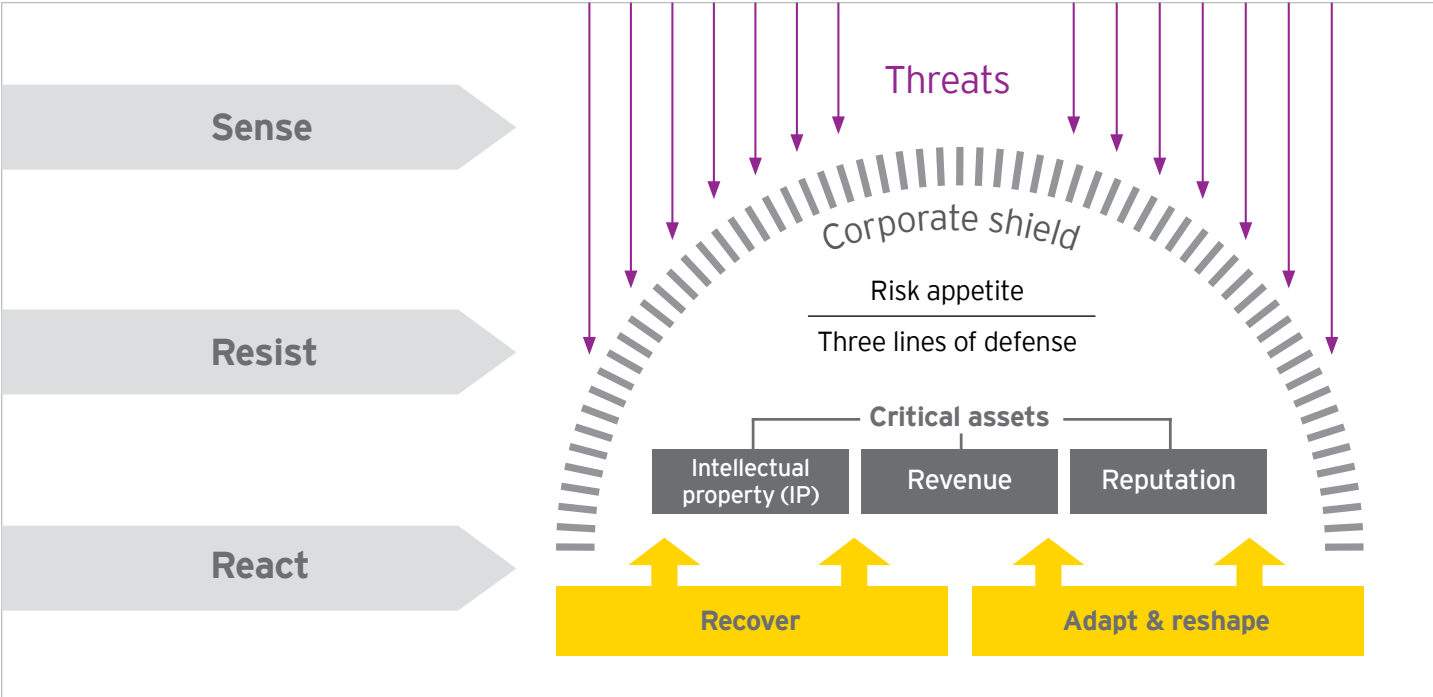 Threats
Sense
Corporate shield
Risk appetite
Resist
Three lines of defense
Critical assets
Intellectual
property (IP)
Revenue
Reputation
React
Recover
Adapt & reshape